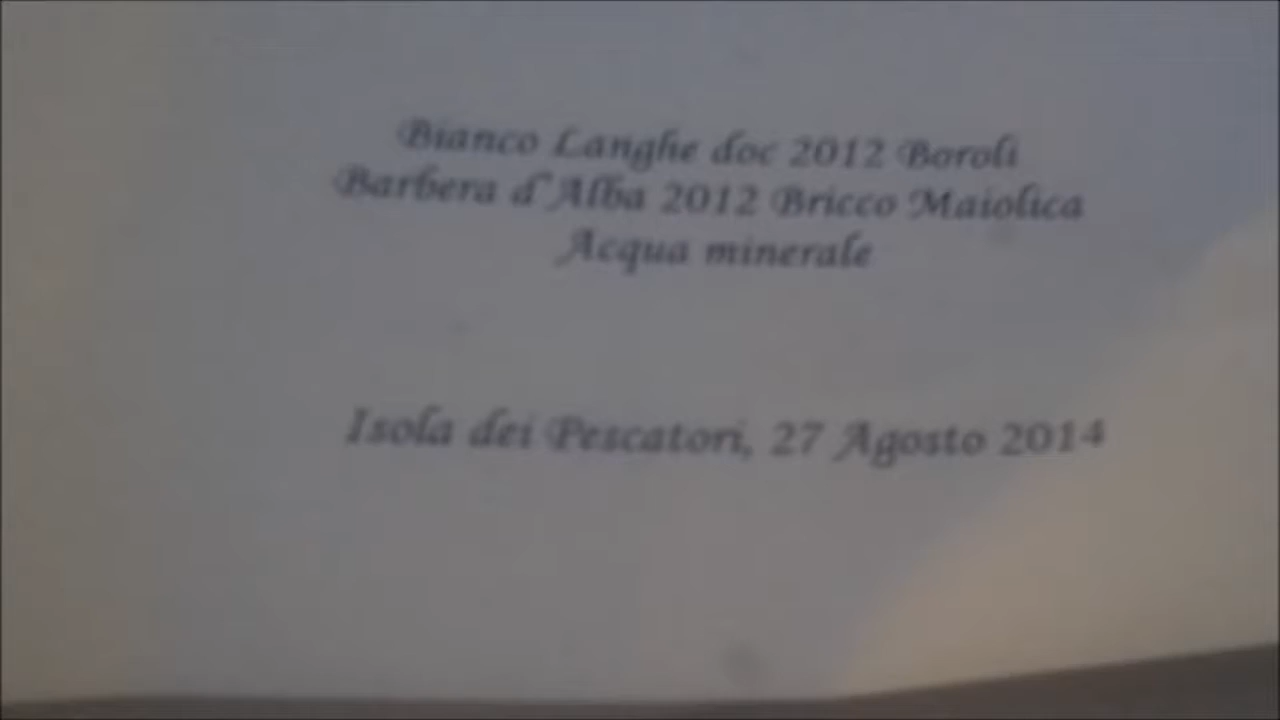 Bianco Langhe doc 2012 Boroli
Barbera d'Alba 2012 Bricco Maiolica
Acqua minerale
Isola dei Pescatori, 27 Agosto 2014